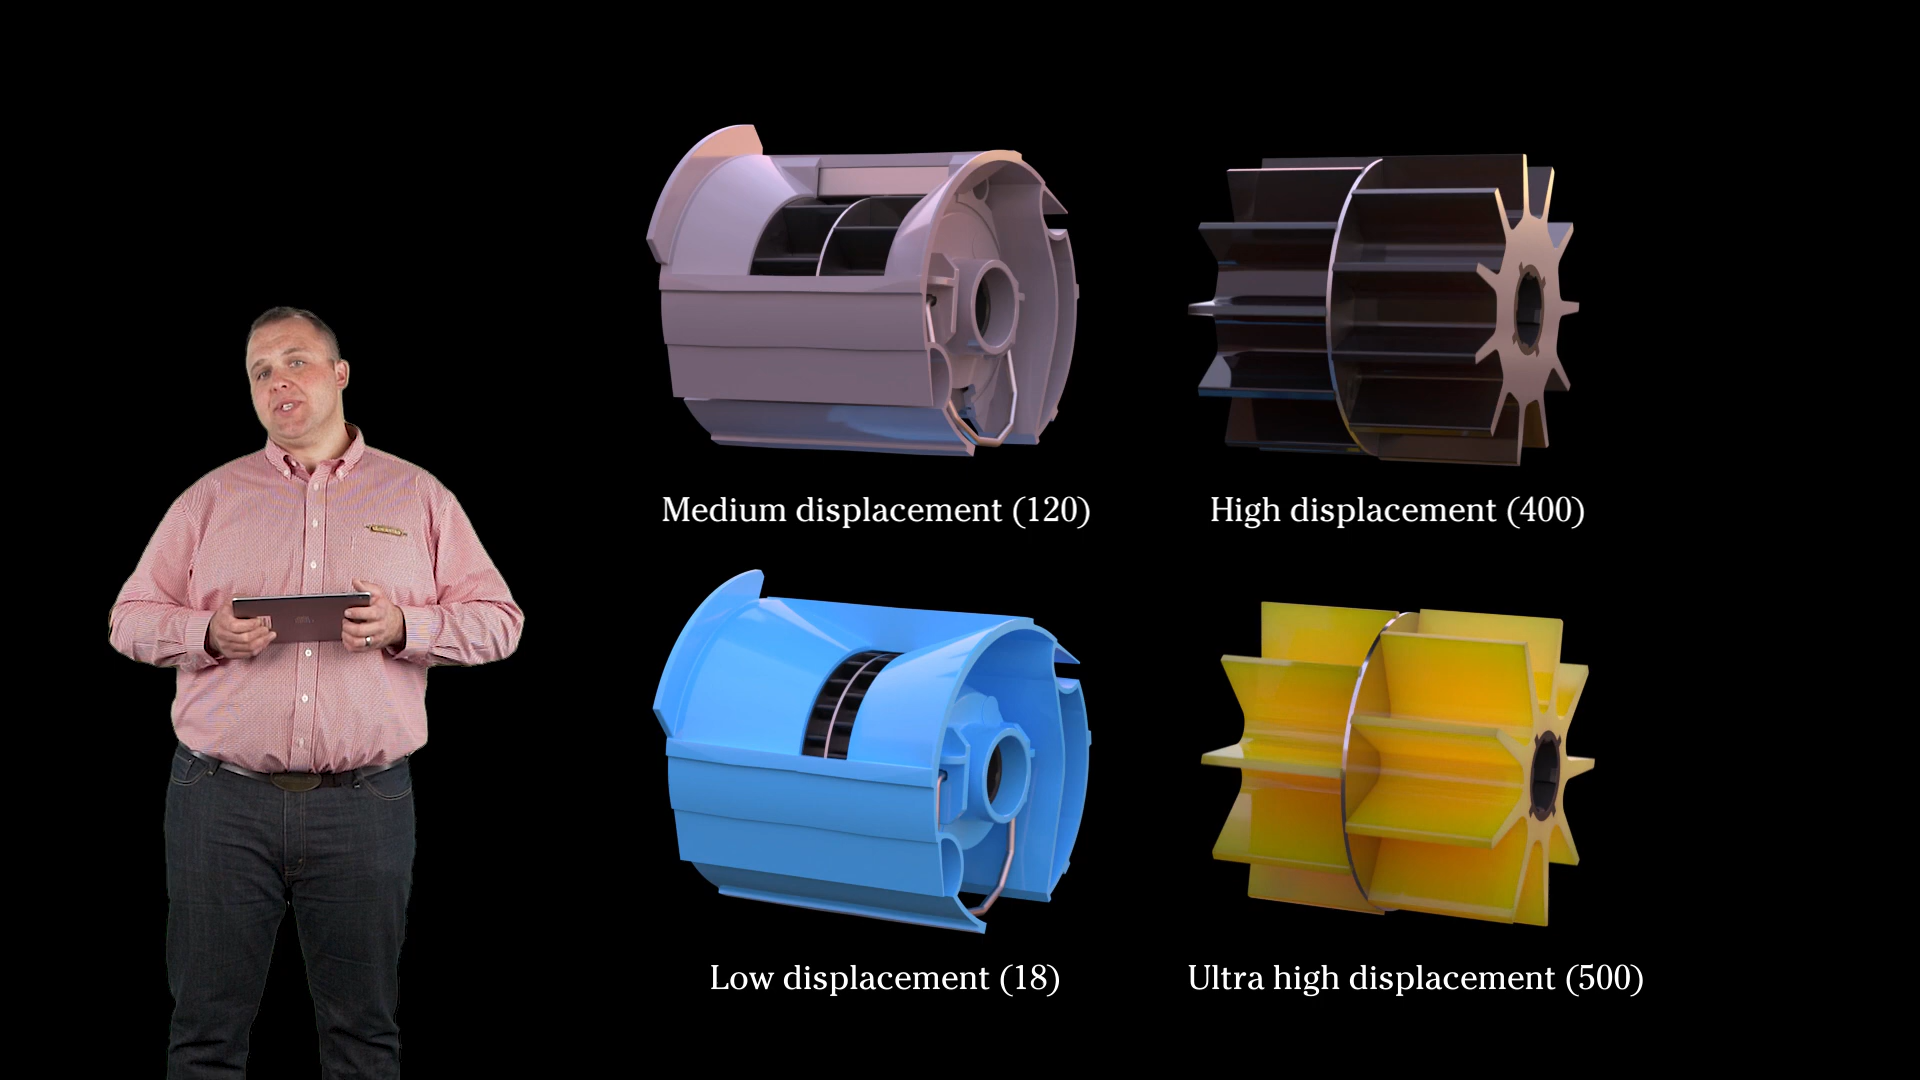 Medium displacement (120)
High displacement (400)
Low displacement (18)
Ultra high displacement (500)